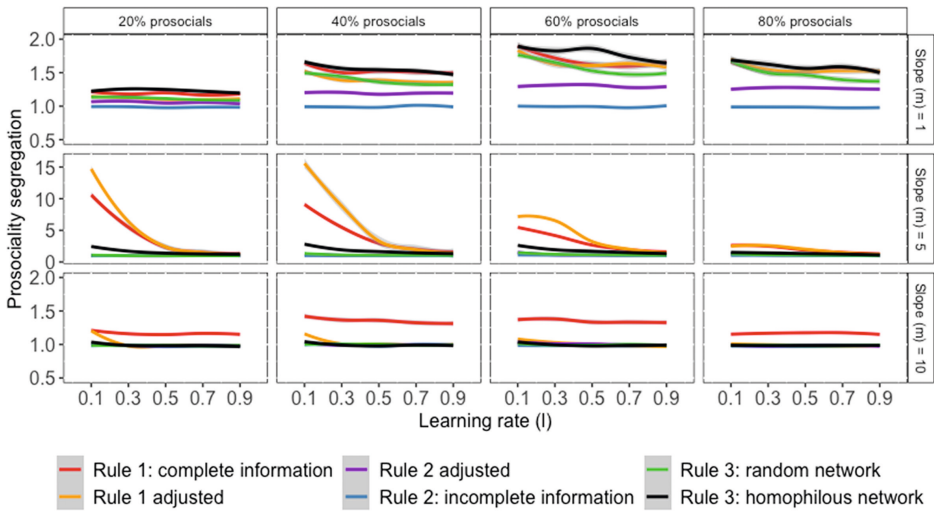 20% prosocials 40% prosocials 60% prosocials 80% prosocials
2.0
1.5
1.0
0.5
Slope (m) = 1
Prosociality segregation
15
10
5
0
Slope (m) = 5
2.0
1.5
1.0
0.5
Slope (m) = 10
0.1 0.3 0.5 0.7 0.9 0.1 0.3 0.5 0.7 0.9 0.1 0.3 0.5 0.7 0.9 0.1 0.3 0.5 0.7 0.9
Learning rate (l)
Rule 1: complete information Rule 2 adjusted Rule 3: random network
Rule 1 adjusted Rule 2: incomplete information Rule 3: homophilous network